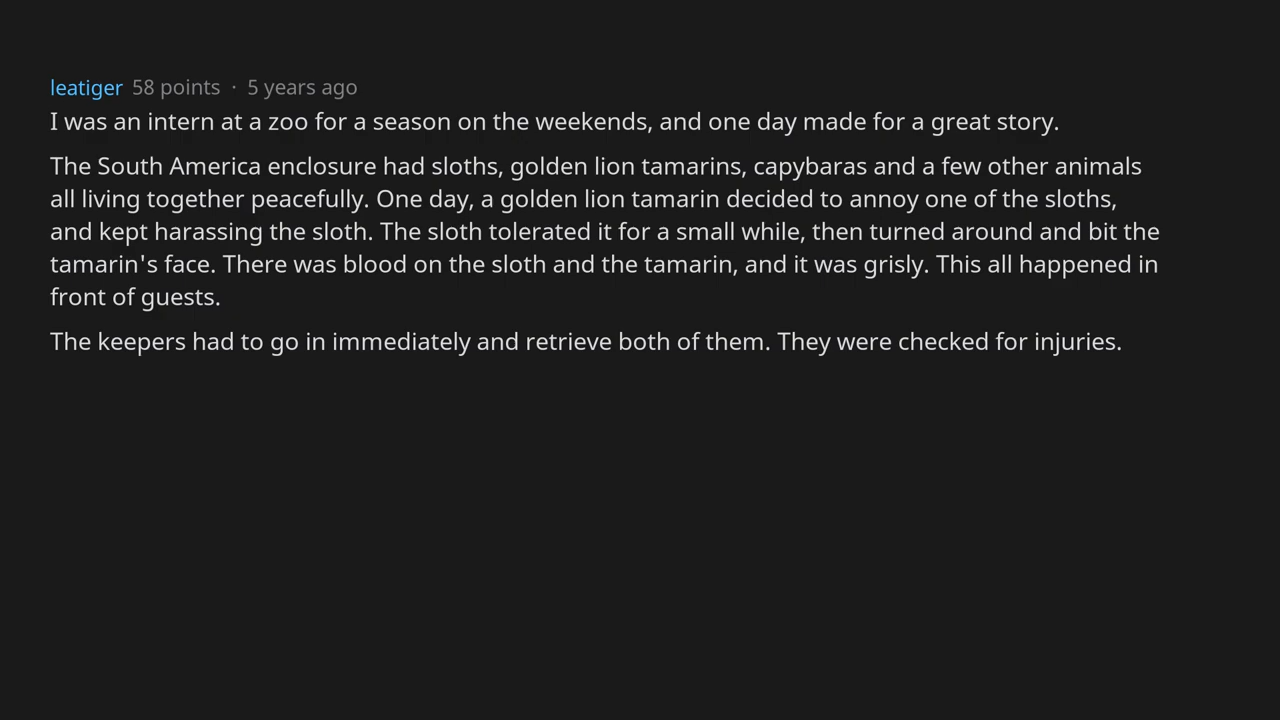 leatiger 58 points · 5 years ago
I was an intern at a zoo for a season on the weekends, and one day made for a great story.
The South America enclosure had sloths, golden lion tamarins, capybaras and a few other animals
all living together peacefully. One day, a golden lion tamarin decided to annoy one of the sloths,
and kept harassing the sloth. The sloth tolerated it for a small while, then turned around and bit the
tamarin's face. There was blood on the sloth and the tamarin, and it was grisly. This all happened in
front of guests.
The keepers had to go in immediately and retrieve both of them. They were checked for injuries.